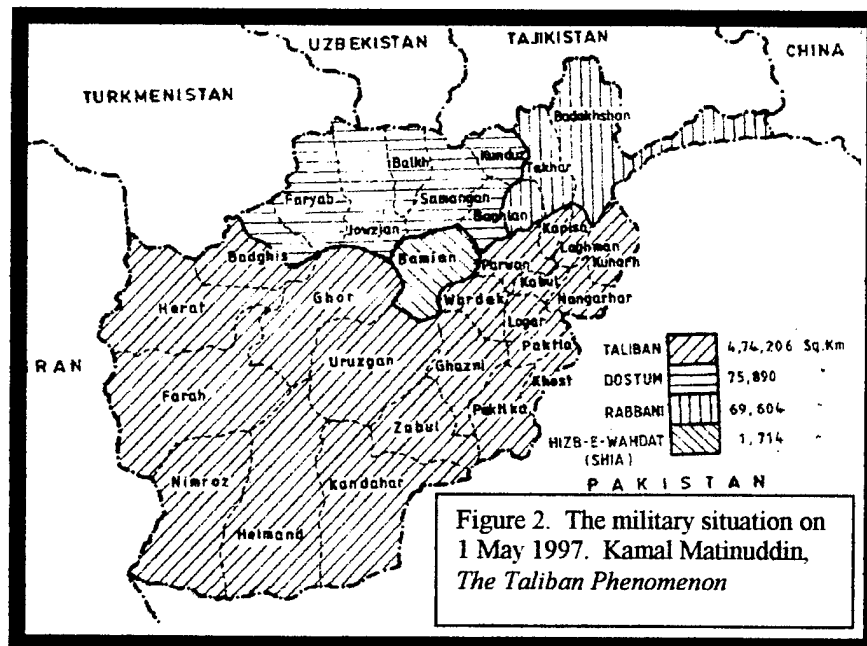 UZBEKISTAN
TAJIKISTAN
CHINA
TURKMENISTAN
Badakhshan
Balkh
Kunduz
Takhar
Faryab
Samangan
Baghlan
Jowzjan
Kapisa
Laghman
Badghis
Bamian
Parwan
Kunarh
Kabul
Herat
Ghor
Wardek
Nangarhar
Logar
RAN
Paktia
Uruzgan
Ghazni
Khost
Farah
Paktika
Zabul
Nimroz
Kandahar
Helmand
TALIBAN 4,74,206 Sq.Km
DOSTUM 75,890 "
RABBANI 69,604 "
HIZB-E-WAHDAT 1,714 "
(SHIA)
PAKISTAN
Figure 2. The military situation on
1 May 1997. Kamal Matinuddin,
The Taliban Phenomenon